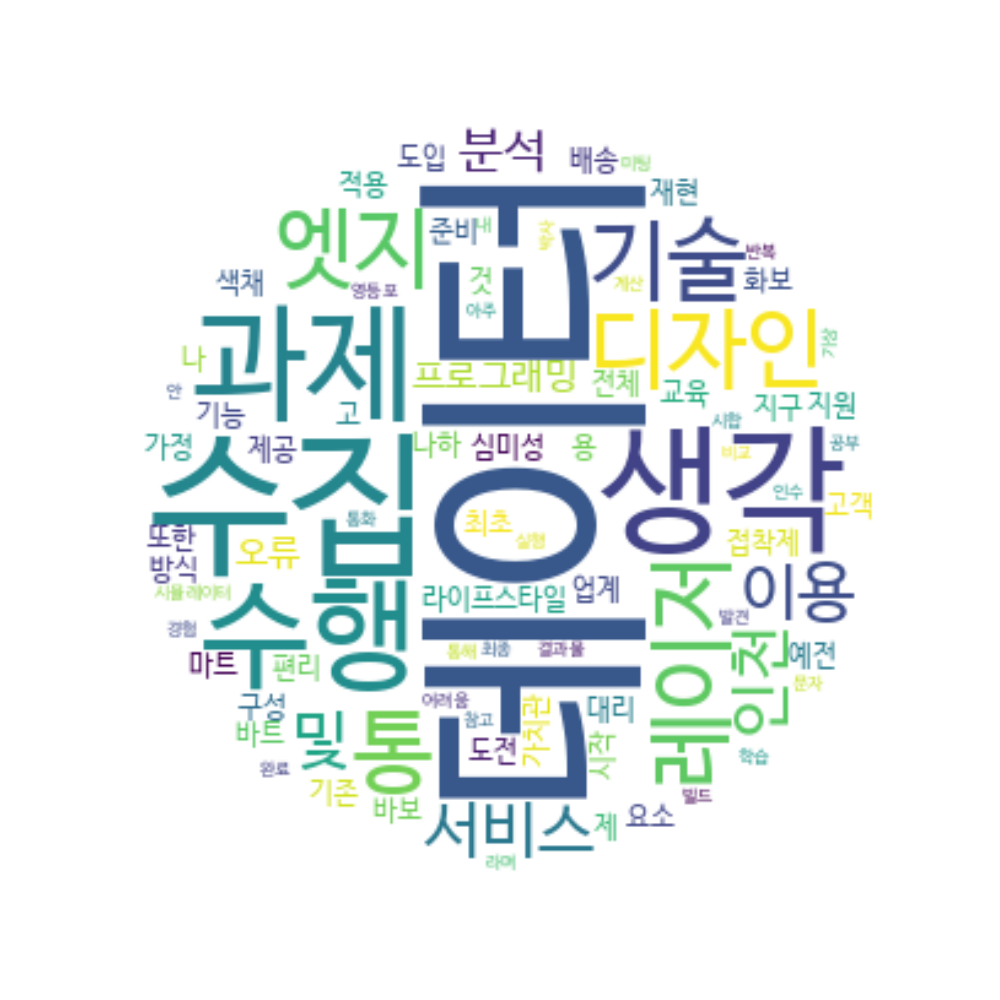 도입
분석
배송
미팅
적용
재현
엣지
준비
내
박사
기술
반복
색채
영등포
것
계산
화보
아주
데이터
과제
디자인
가상
나
프로그래밍
전체
교육
안
기능
고
지구
지원
가정
제공
나하
심미성
용
시합
공부
수집
생각
비교
인수
고객
통화
최초
실행
또한
방식
오류
접착제
시뮬레이터
수행
라이프스타일
업계
레이저
이용
발견
경험
마트
편리
통해
최종
결과물
인천
예전
문자
구성
및
통
어려움
참고
가치관
대리
바트
도전
시작
학습
완료
기존
바보
빌드
서비스
제
요소
라며